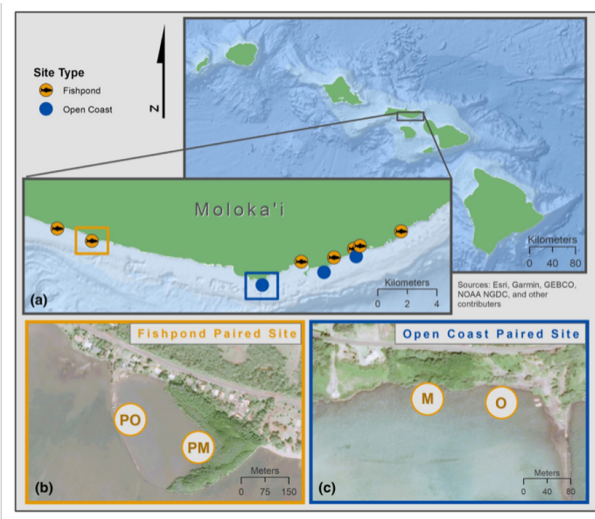 Site Type
Fishpond
Open Coast
N
Moloka'i
Kilometers
0 40 80
Kilometers
0 2 4
(a)
Sources: Esri, Garmin, GEBCO,
NOAA NGDC, and other
contributers
Fishpond Paired Site
PO
PM
Meters
0 75 150
(b)
Open Coast Paired Site
M
O
Meters
0 40 80
(c)